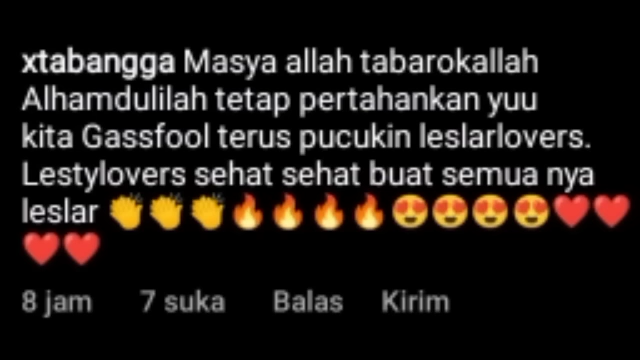 xtabangga Masya allah tabarokallah
Alhamdulilah tetap pertahankan yuu
kita Gassfool terus pucukin leslarlovers.
Lestylovers sehat sehat buat semua nya
leslar 👏👏👏🔥🔥🔥🔥😍😍😍😍❤️❤️
❤️❤️
8 jam 7 suka Balas Kirim